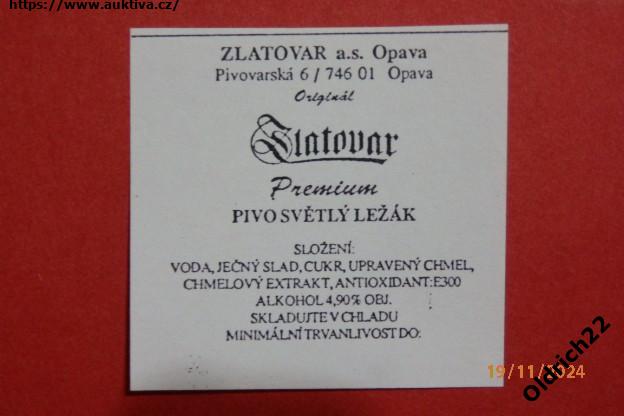 https://www.auktiva.cz/
ZLATOVAR a.s. Opava
Pivovarská 6 / 746 01 Opava
Originál
Zlatovar
Premium
PIVO SVĚTLÝ LEŽÁK
SLOŽENÍ:
VODA, JEČNÝ SLAD, CUKR, UPRAVENÝ CHMEL,
CHMELOVÝ EXTRAKT, ANTIOXIDANT:E300
ALKOHOL 4,90% OBJ.
SKLADUJTE V CHLADU
MINIMÁLNÍ TRVANLIVOST DO:
19/11/2024
Oldrich22